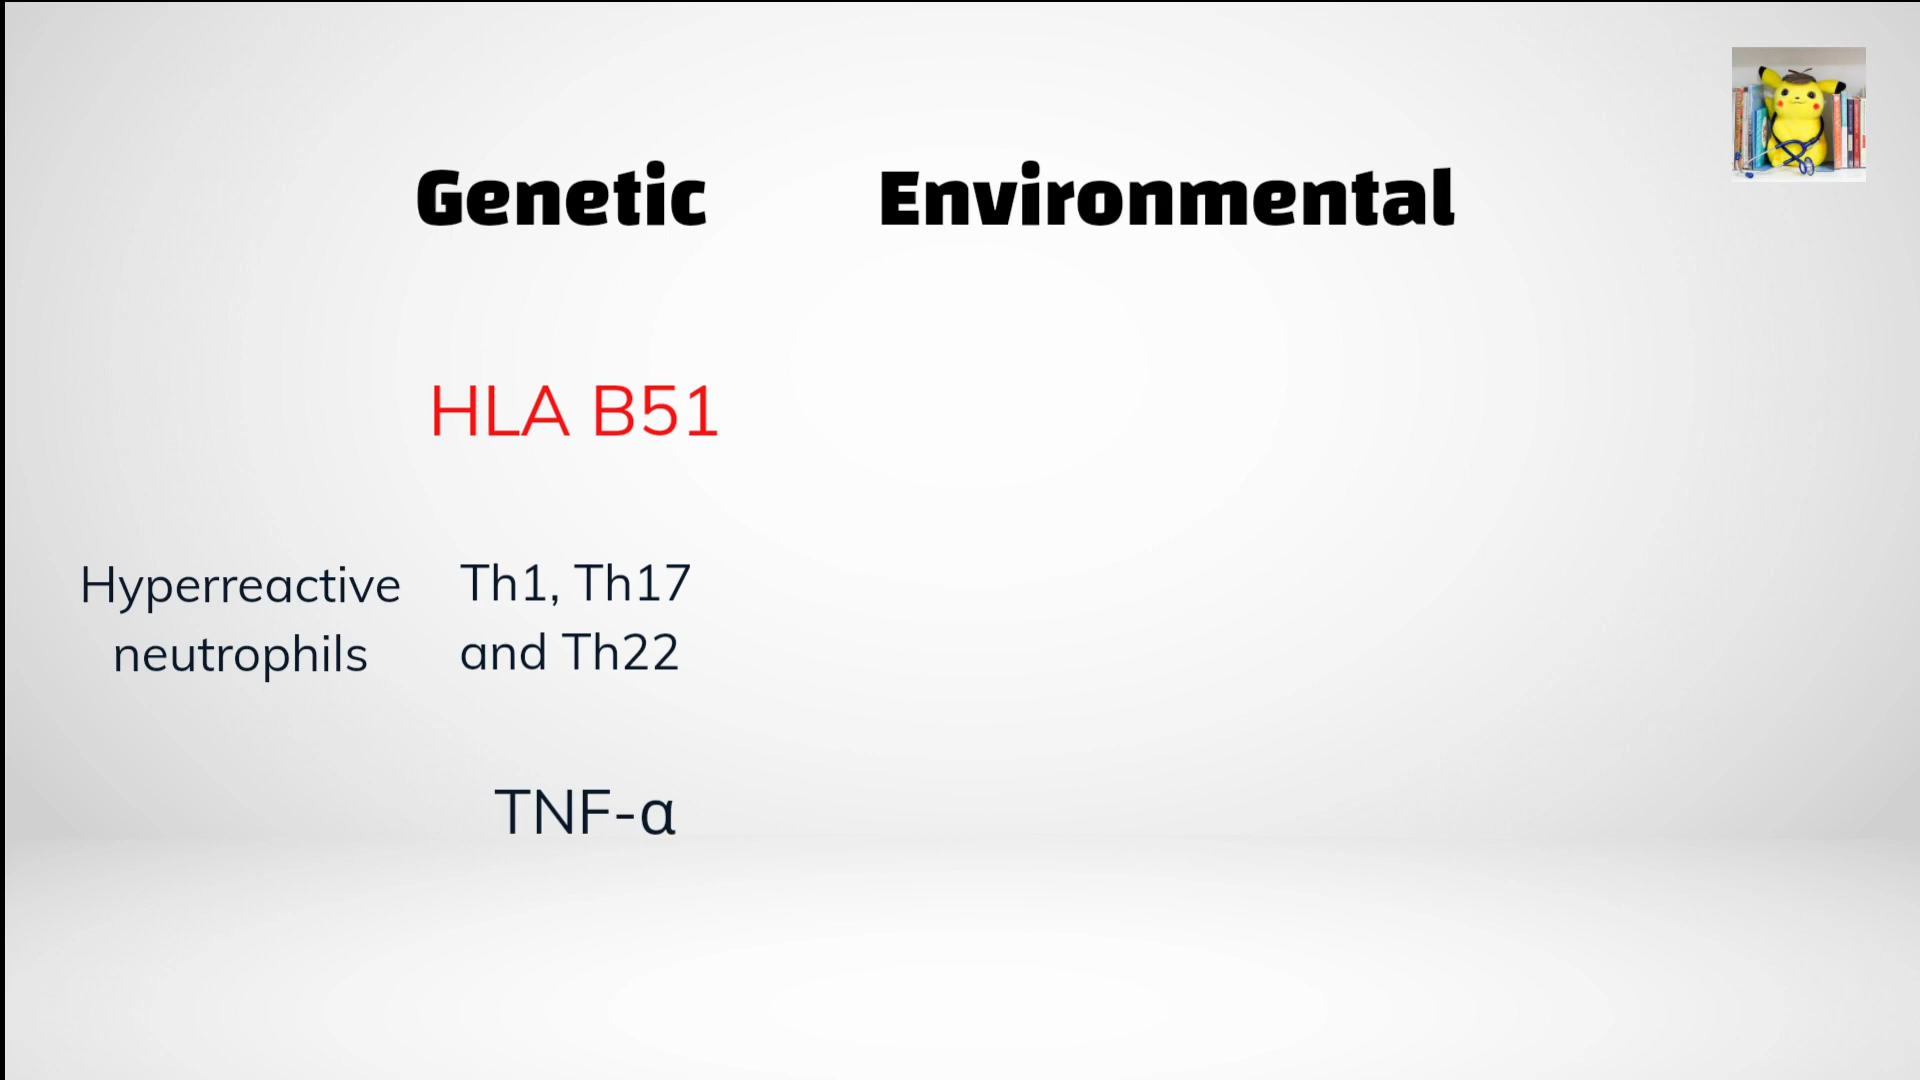 Genetic
Environmental
HLA B51
Hyperreactive
neutrophils
Th1, Th17
and Th22
TNF-α